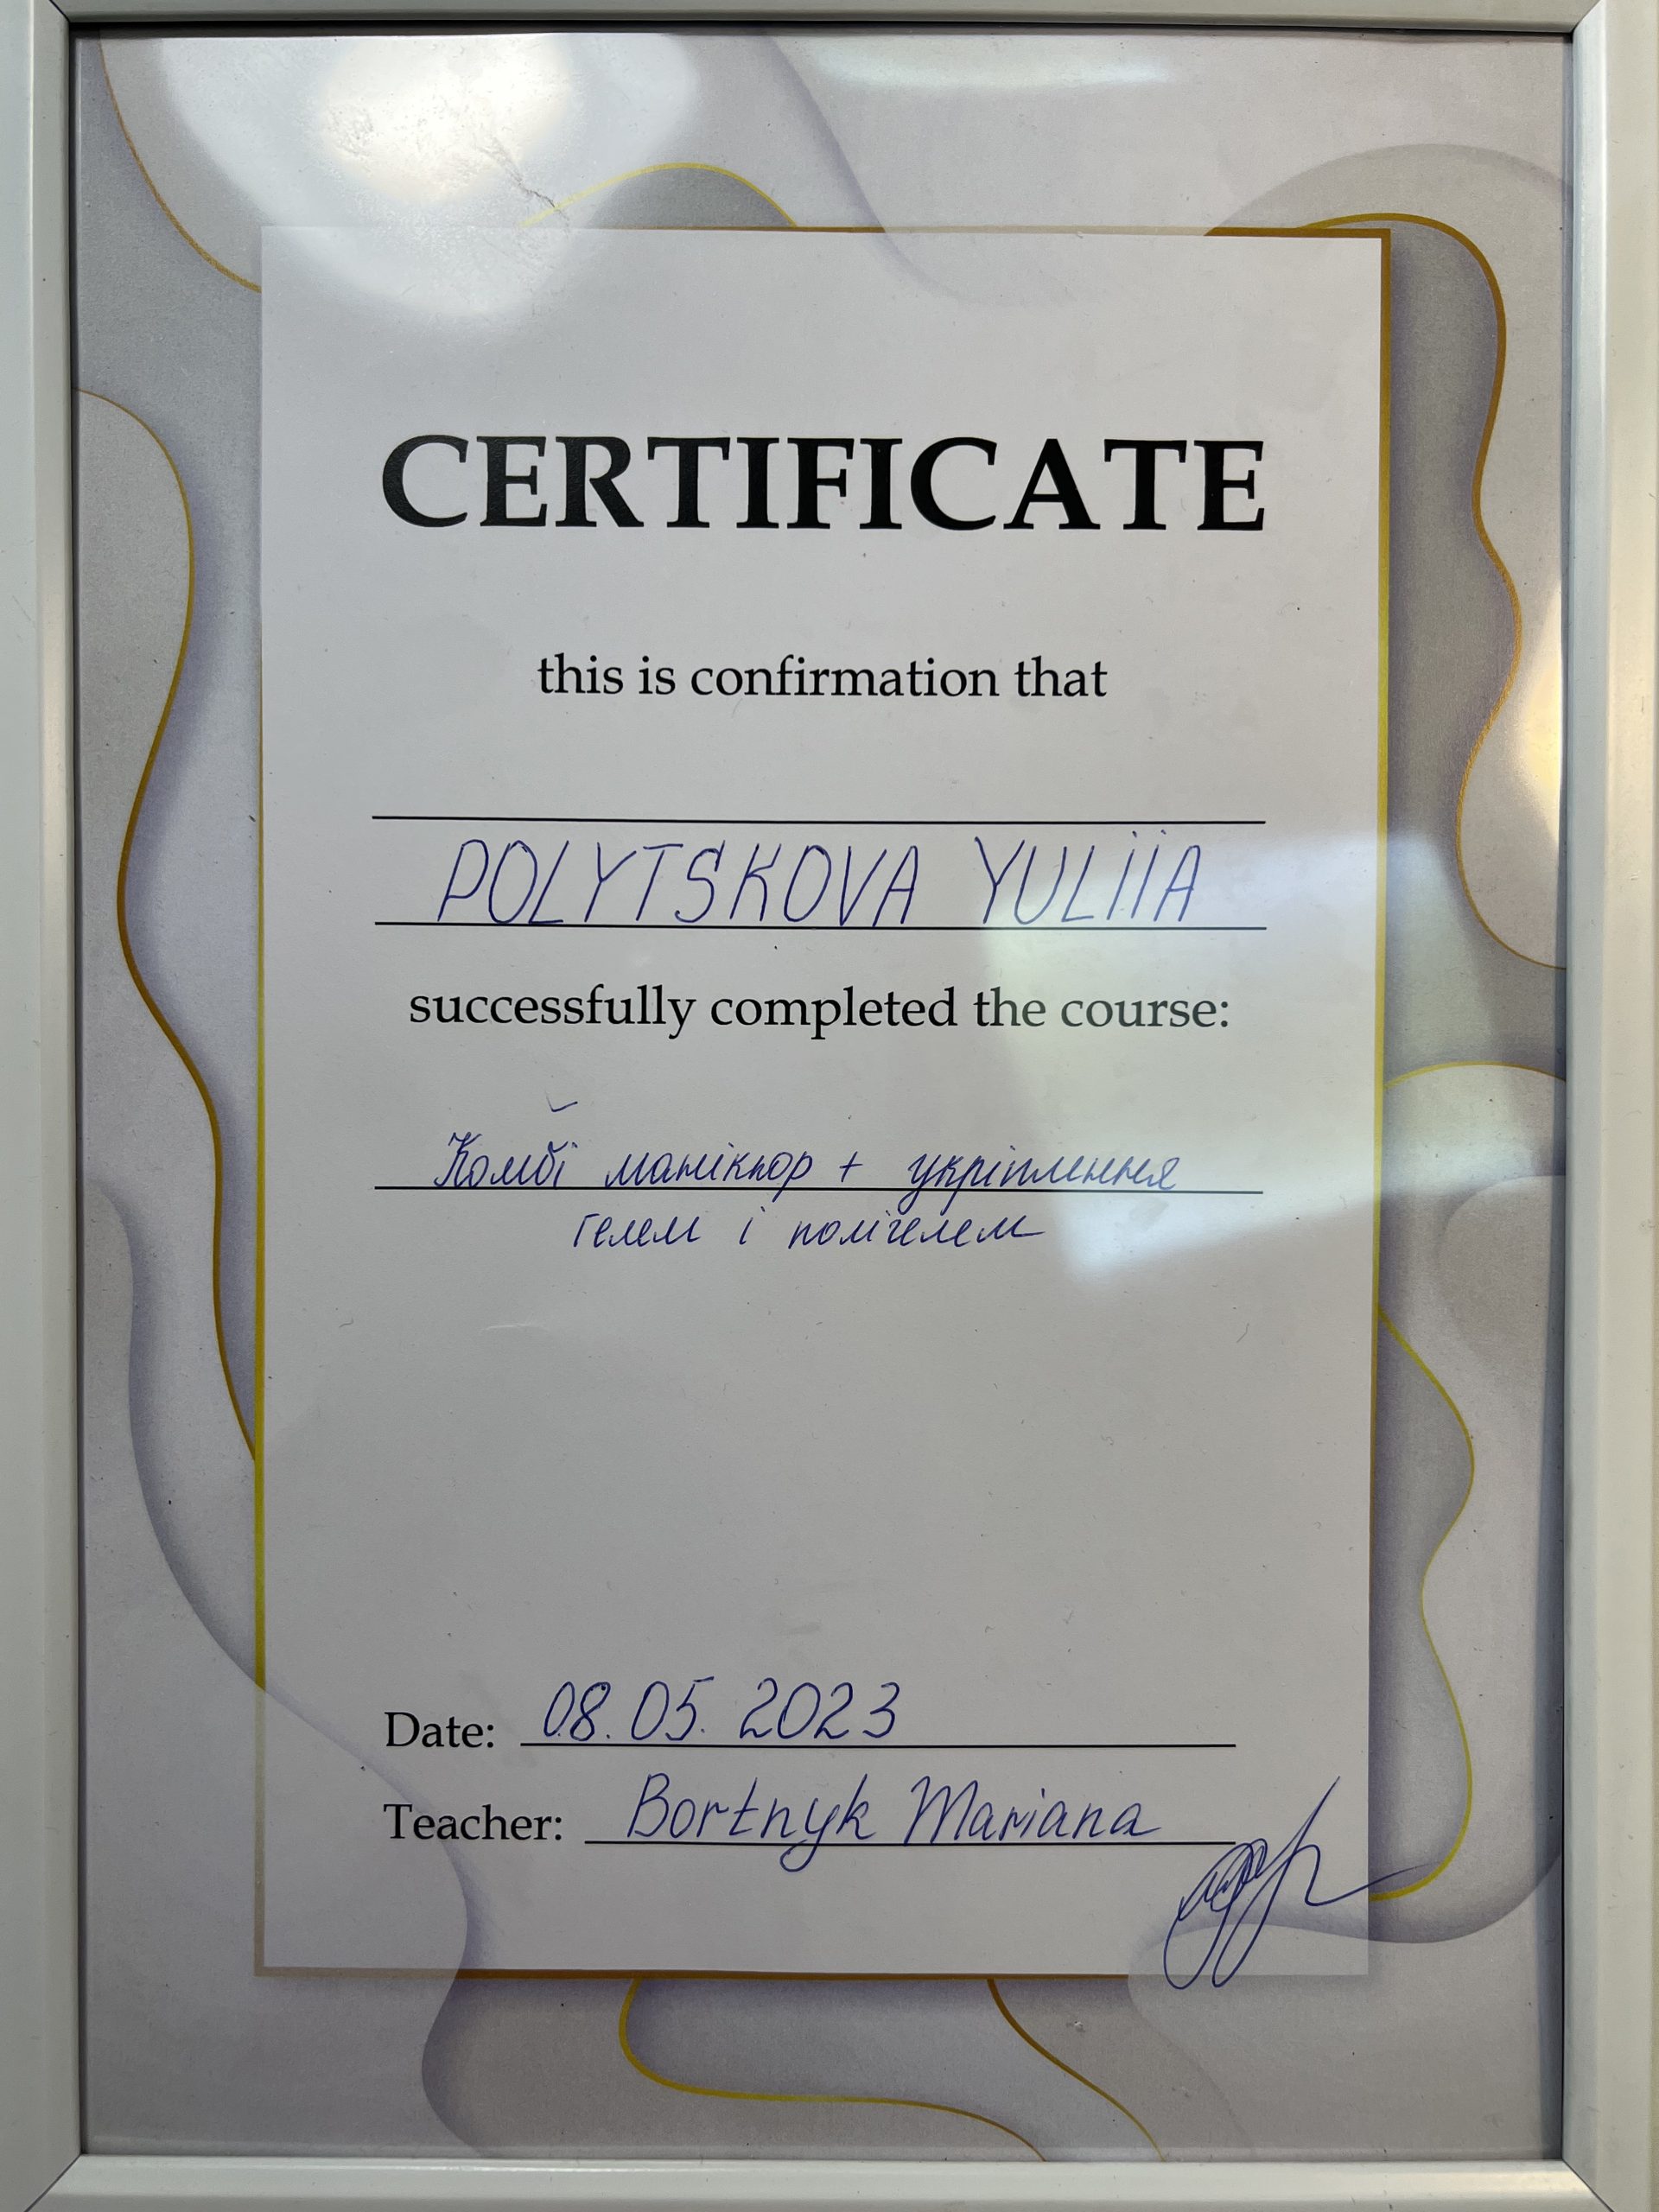 CERTIFICATE
this is confirmation that
POLYTSKOVA YULIIA
successfully completed the course:
Комбі манікюр + укріплення
гелем і полігелем
Date: 08.05.2023
Teacher: Bortnyk Mariana